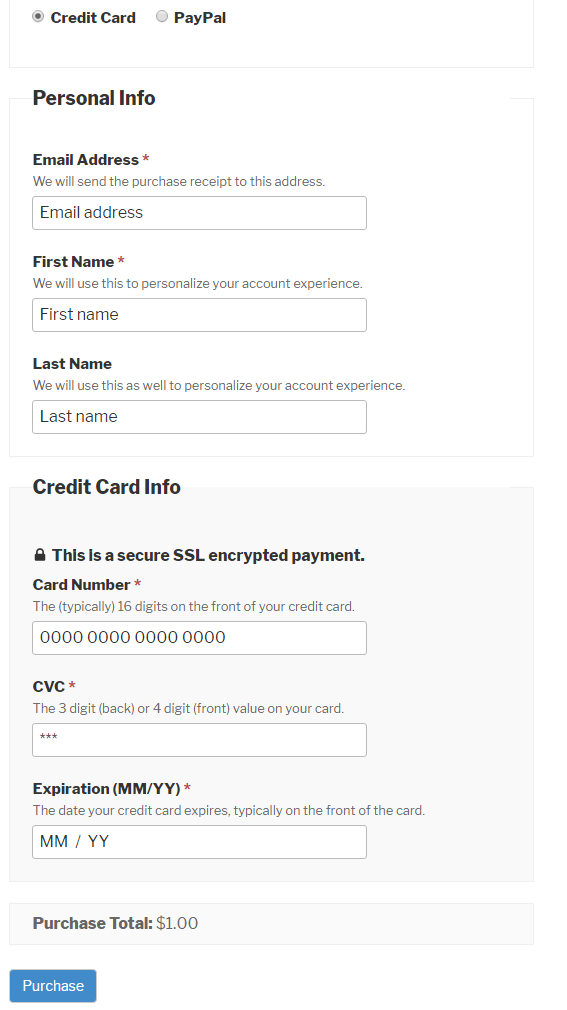 Credit Card PayPal
Personal Info
Email Address *
We will send the purchase receipt to this address.
Email address
First Name *
We will use this to personalize your account experience.
First name
Last Name
We will use this as well to personalize your account experience.
Last name
Credit Card Info
This is a secure SSL encrypted payment.
Card Number *
The (typically) 16 digits on the front of your credit card.
0000 0000 0000 0000
CVC *
The 3 digit (back) or 4 digit (front) value on your card.
***
Expiration (MM/YY) *
The date your credit card expires, typically on the front of the card.
MM / YY
Purchase Total: $1.00
Purchase